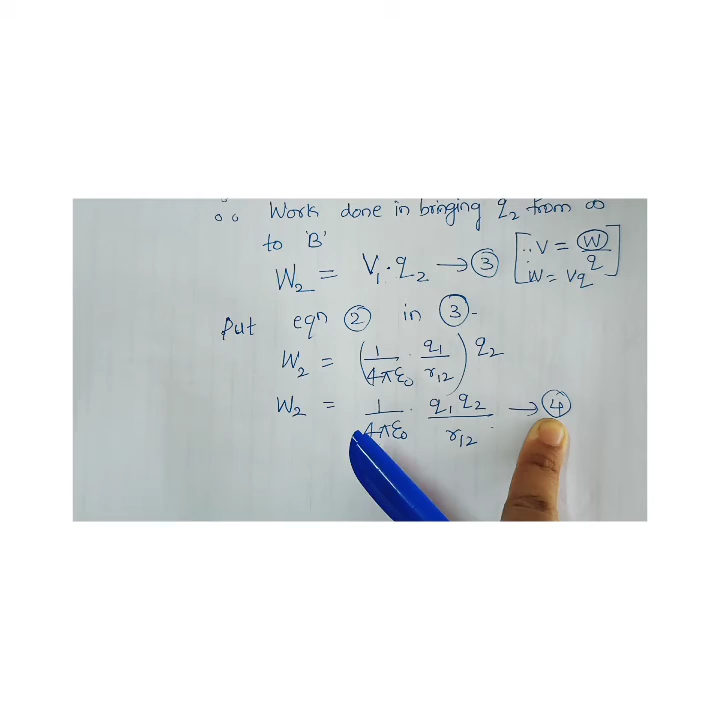 ∴ Work done in bringing q₂ from ∞
to 'B'
W₂ = V₁·q₂ → ③ [∵ V = W/q
W = Vq]
Put eqn ② in ③.
W₂ = (1/4πε₀ · q₁/r₁₂) q₂
W₂ = 1/4πε₀ · q₁q₂/r₁₂ → ④